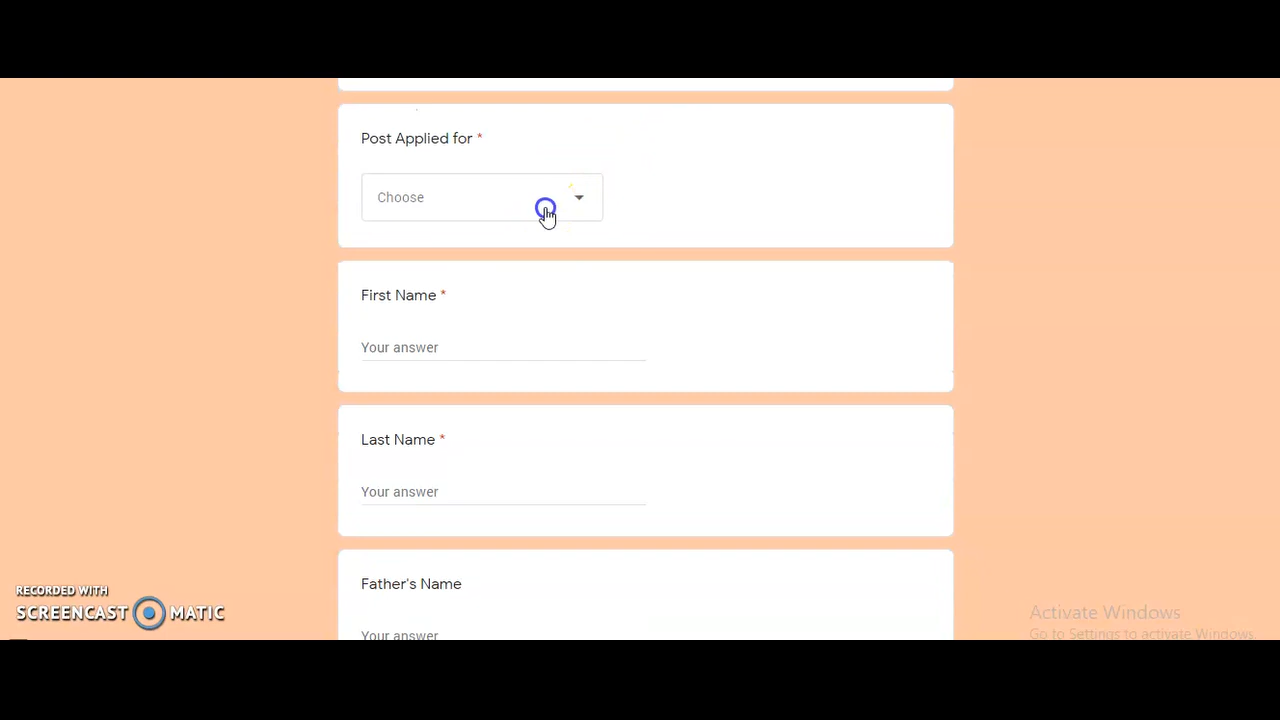 Post Applied for *
Choose
First Name *
Your answer
Last Name *
Your answer
Father's Name
Your answer
RECORDED WITH
SCREENCAST MATIC
Activate Windows
Go to Settings to activate Windows.